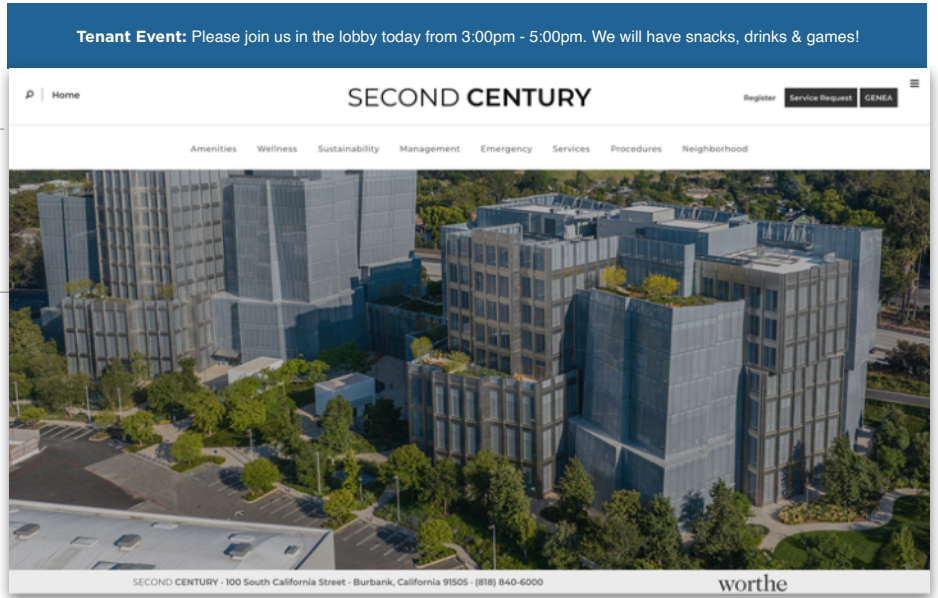 Tenant Event: Please join us in the lobby today from 3:00pm - 5:00pm. We will have snacks, drinks & games!
Home
SECOND CENTURY
Register Service Request GENEA
Amenities Wellness Sustainability Management Emergency Services Procedures Neighborhood
SECOND CENTURY · 100 South California Street · Burbank, California 91505 · (818) 840-6000
worthe